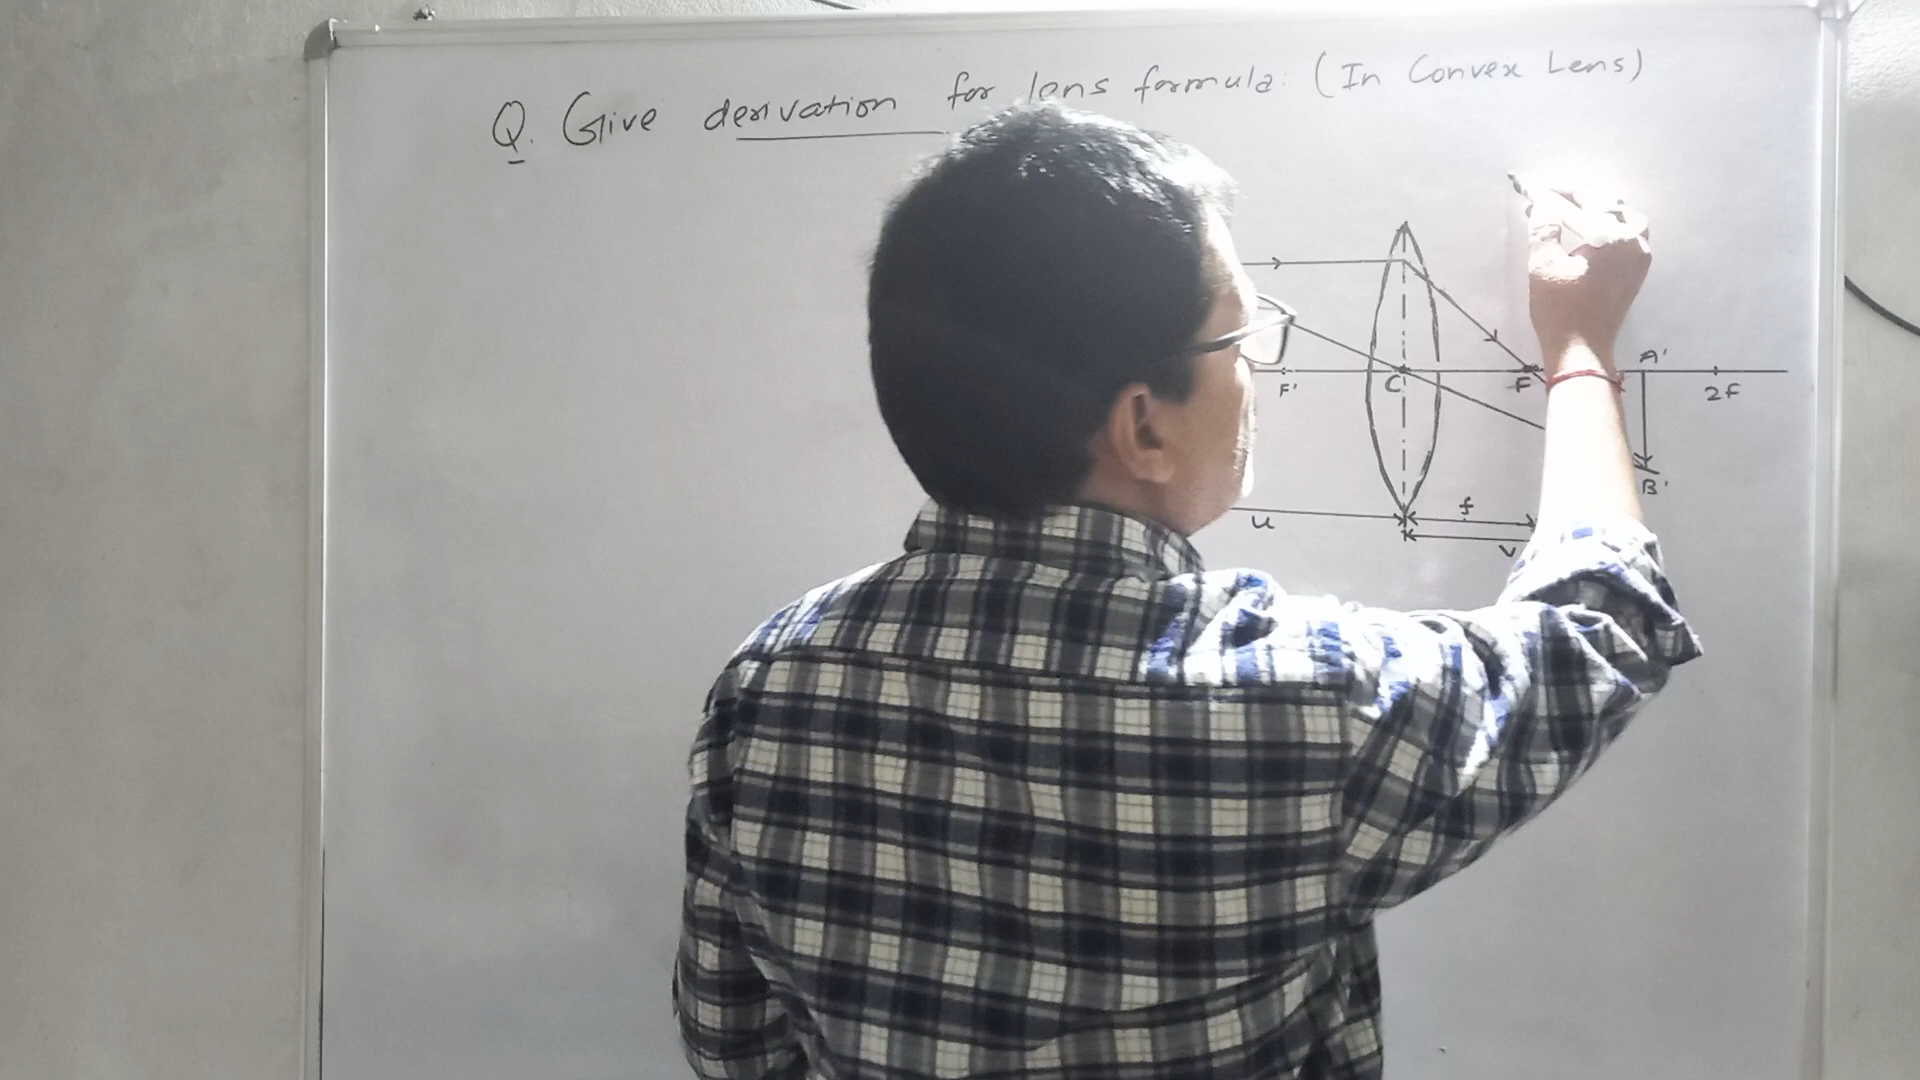 Q. Give derivation for lens formula: (In Convex Lens)
A'
F' C F 2F
B'
u f
v